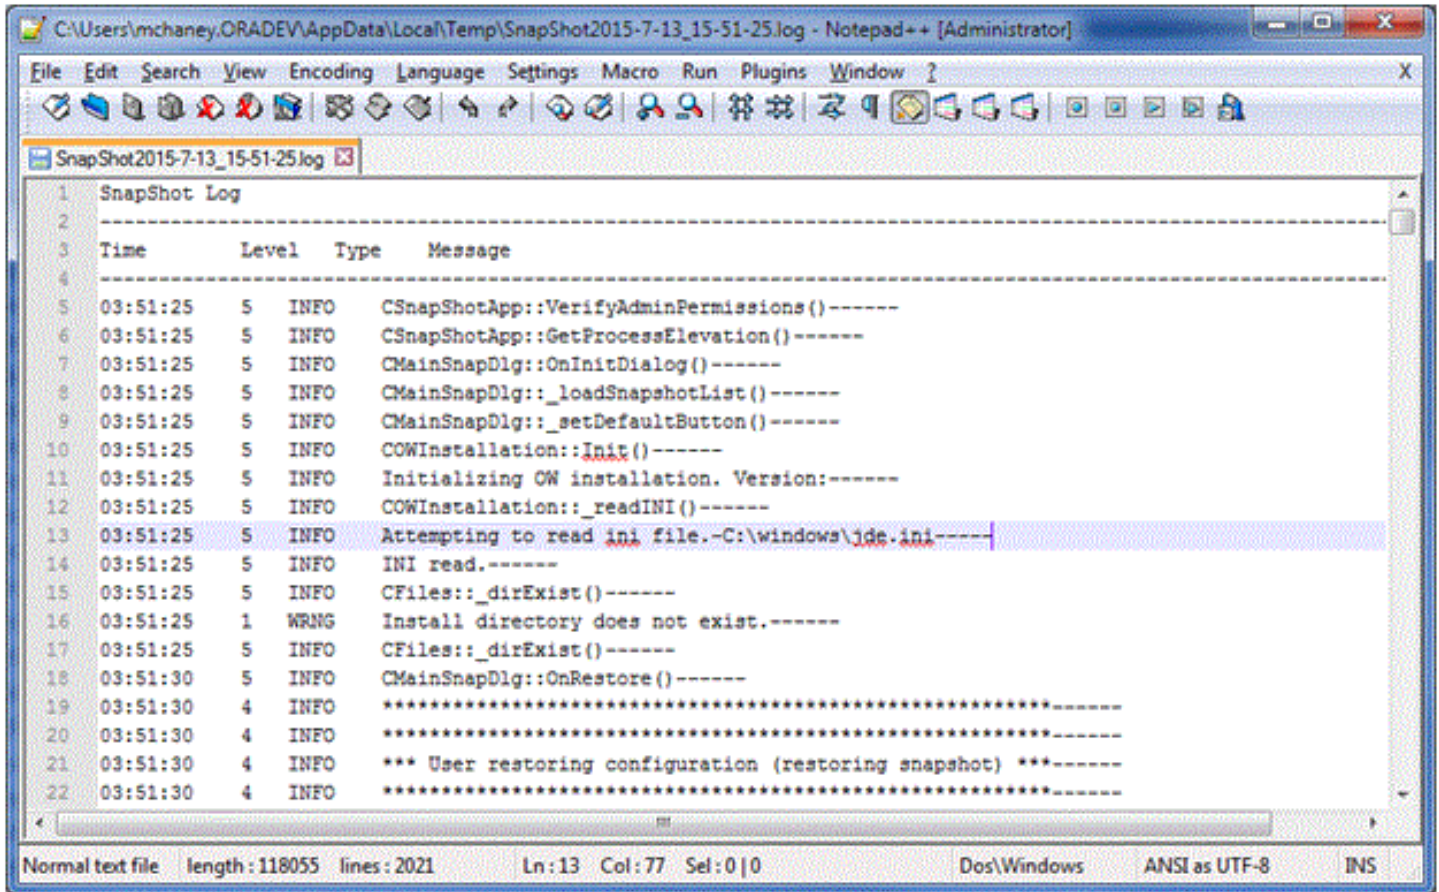 C:\Users\mchaney.ORADEV\AppData\Local\Temp\SnapShot2015-7-13_15-51-25.log - Notepad++ [Administrator]
File Edit Search View Encoding Language Settings Macro Run Plugins Window ? X
SnapShot2015-7-13_15-51-25.log
1 SnapShot Log
2 --------------------------------------------------------------------------------------------------------------
3 Time Level Type Message
4 --------------------------------------------------------------------------------------------------------------
5 03:51:25 5 INFO CSnapShotApp::VerifyAdminPermissions()------
6 03:51:25 5 INFO CSnapShotApp::GetProcessElevation()------
7 03:51:25 5 INFO CMainSnapDlg::OnInitDialog()------
8 03:51:25 5 INFO CMainSnapDlg::_loadSnapshotList()------
9 03:51:25 5 INFO CMainSnapDlg::_setDefaultButton()------
10 03:51:25 5 INFO COWInstallation::Init()------
11 03:51:25 5 INFO Initializing OW installation. Version:------
12 03:51:25 5 INFO COWInstallation::_readINI()------
13 03:51:25 5 INFO Attempting to read ini file.-C:\windows\jde.ini-----
14 03:51:25 5 INFO INI read.------
15 03:51:25 5 INFO CFiles::_dirExist()------
16 03:51:25 1 WRNG Install directory does not exist.------
17 03:51:25 5 INFO CFiles::_dirExist()------
18 03:51:30 5 INFO CMainSnapDlg::OnRestore()------
19 03:51:30 4 INFO *********************************************************------
20 03:51:30 4 INFO *********************************************************------
21 03:51:30 4 INFO *** User restoring configuration (restoring snapshot) ***------
22 03:51:30 4 INFO *********************************************************------
Normal text file length : 118055 lines : 2021 Ln : 13 Col : 77 Sel : 0 | 0 Dos\Windows ANSI as UTF-8 INS